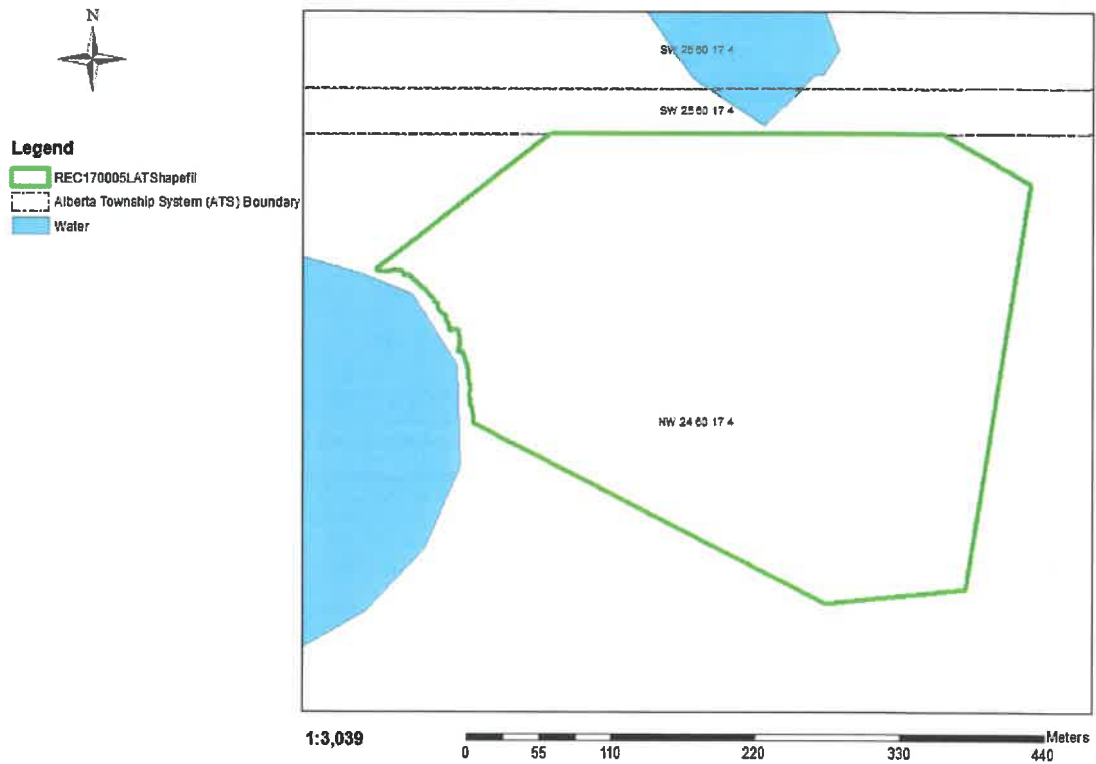 N
SW 25 60 17 4
SW 25 60 17 4
Legend
REC170005LATShapefil
Alberta Township System (ATS) Boundary
Water
NW 24 60 17 4
1:3,039
0 55 110 220 330 440 Meters